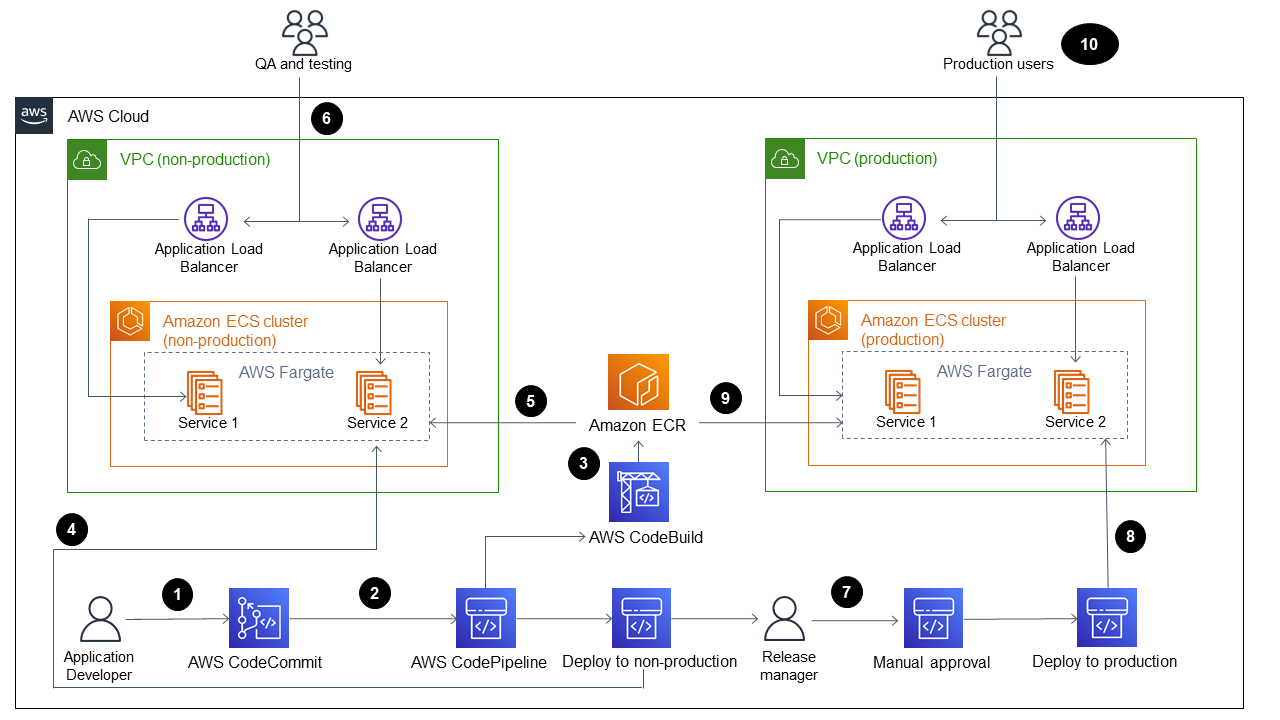 10
QA and testing
Production users
aws
AWS Cloud
6
VPC (non-production)
VPC (production)
Application Load
Balancer
Application Load
Balancer
Application Load
Balancer
Application Load
Balancer
Amazon ECS cluster
(non-production)
Amazon ECS cluster
(production)
AWS Fargate
AWS Fargate
Service 1
Service 2
5
Amazon ECR
9
Service 1
Service 2
3
AWS CodeBuild
4
8
1
2
7
Application
Developer
AWS CodeCommit
AWS CodePipeline
Deploy to non-production
Release
manager
Manual approval
Deploy to production